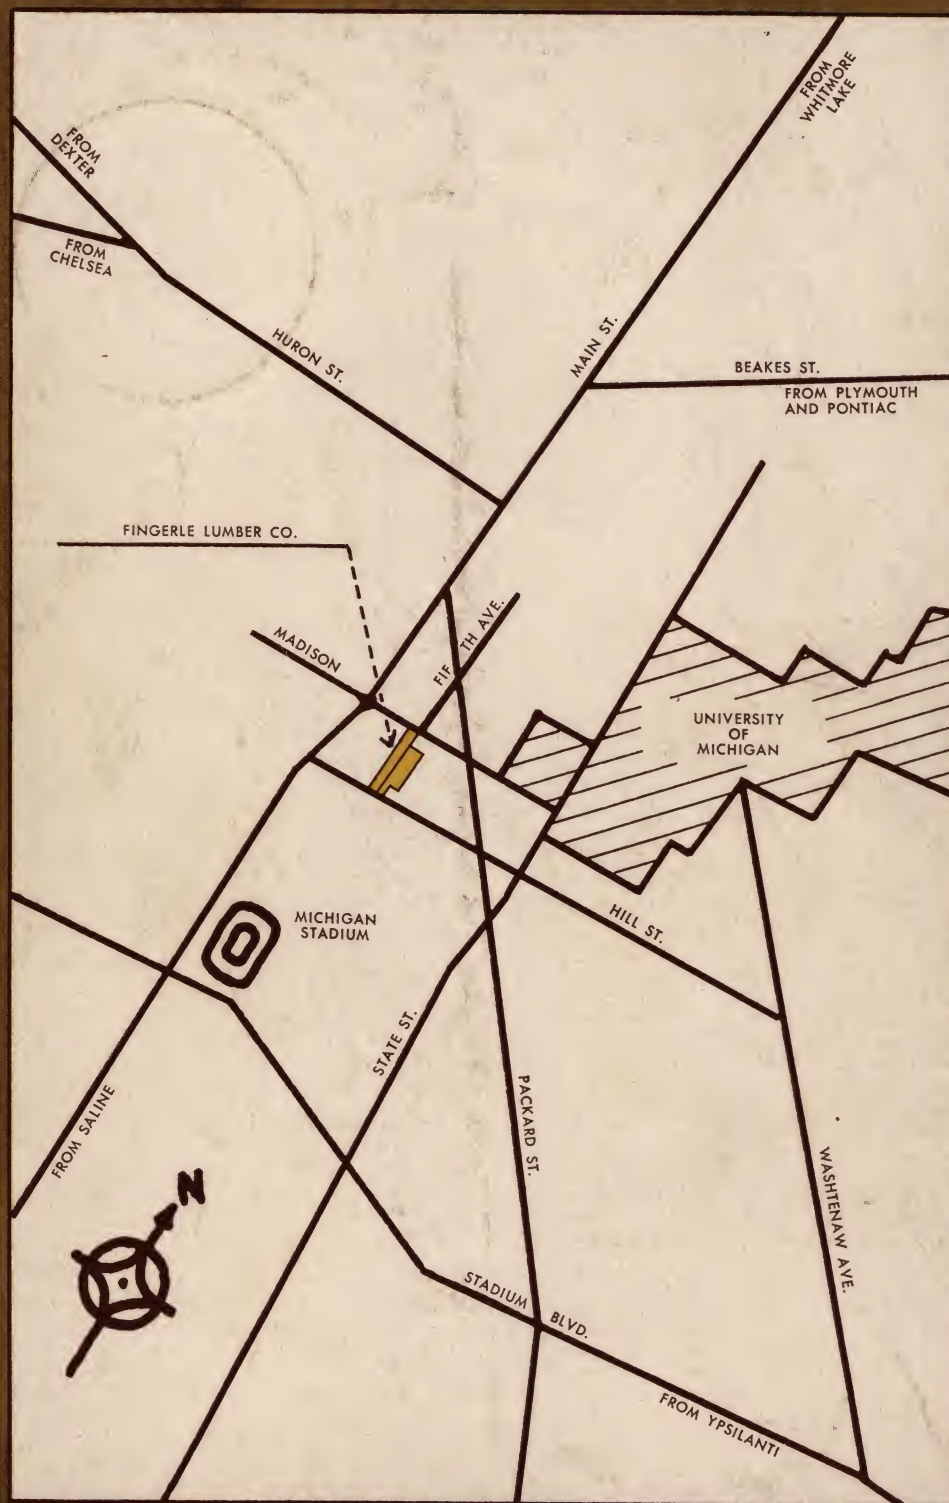 FROM
WHITMORE
LAKE
FROM
DEXTER
FROM
CHELSEA
HURON ST.
MAIN ST.
BEAKES ST.
FROM PLYMOUTH
AND PONTIAC
FINGERLE LUMBER CO.
MADISON
FIF TH AVE.
UNIVERSITY
OF
MICHIGAN
MICHIGAN
STADIUM
HILL ST.
STATE ST.
PACKARD ST.
FROM SALINE
WASHTENAW AVE.
N
STADIUM BLVD.
FROM YPSILANTI